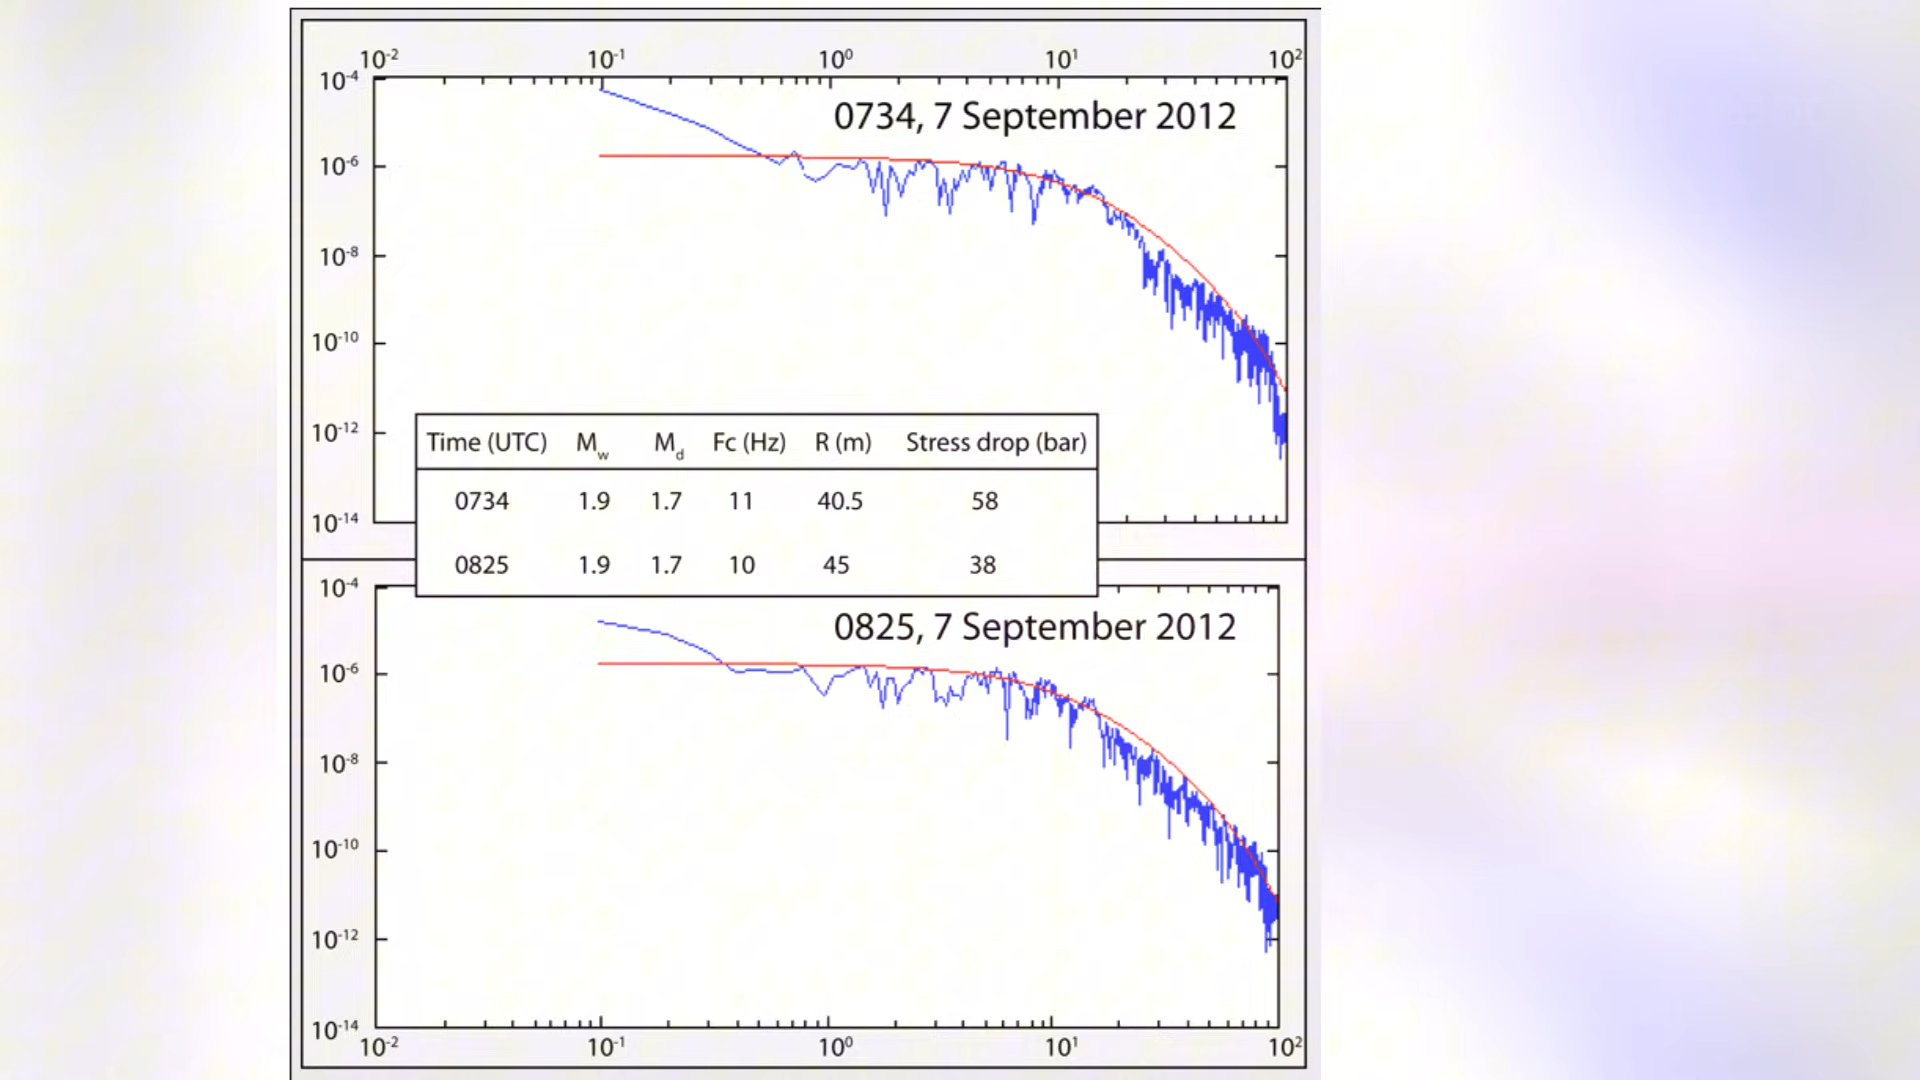 10-2 10-1 100 101 102
10-4
0734, 7 September 2012
10-6
10-8
10-10
10-12
10-14
Time (UTC) Mw Md Fc (Hz) R (m) Stress drop (bar)
0734 1.9 1.7 11 40.5 58
0825 1.9 1.7 10 45 38
10-4
0825, 7 September 2012
10-6
10-8
10-10
10-12
10-14
10-2 10-1 100 101 102